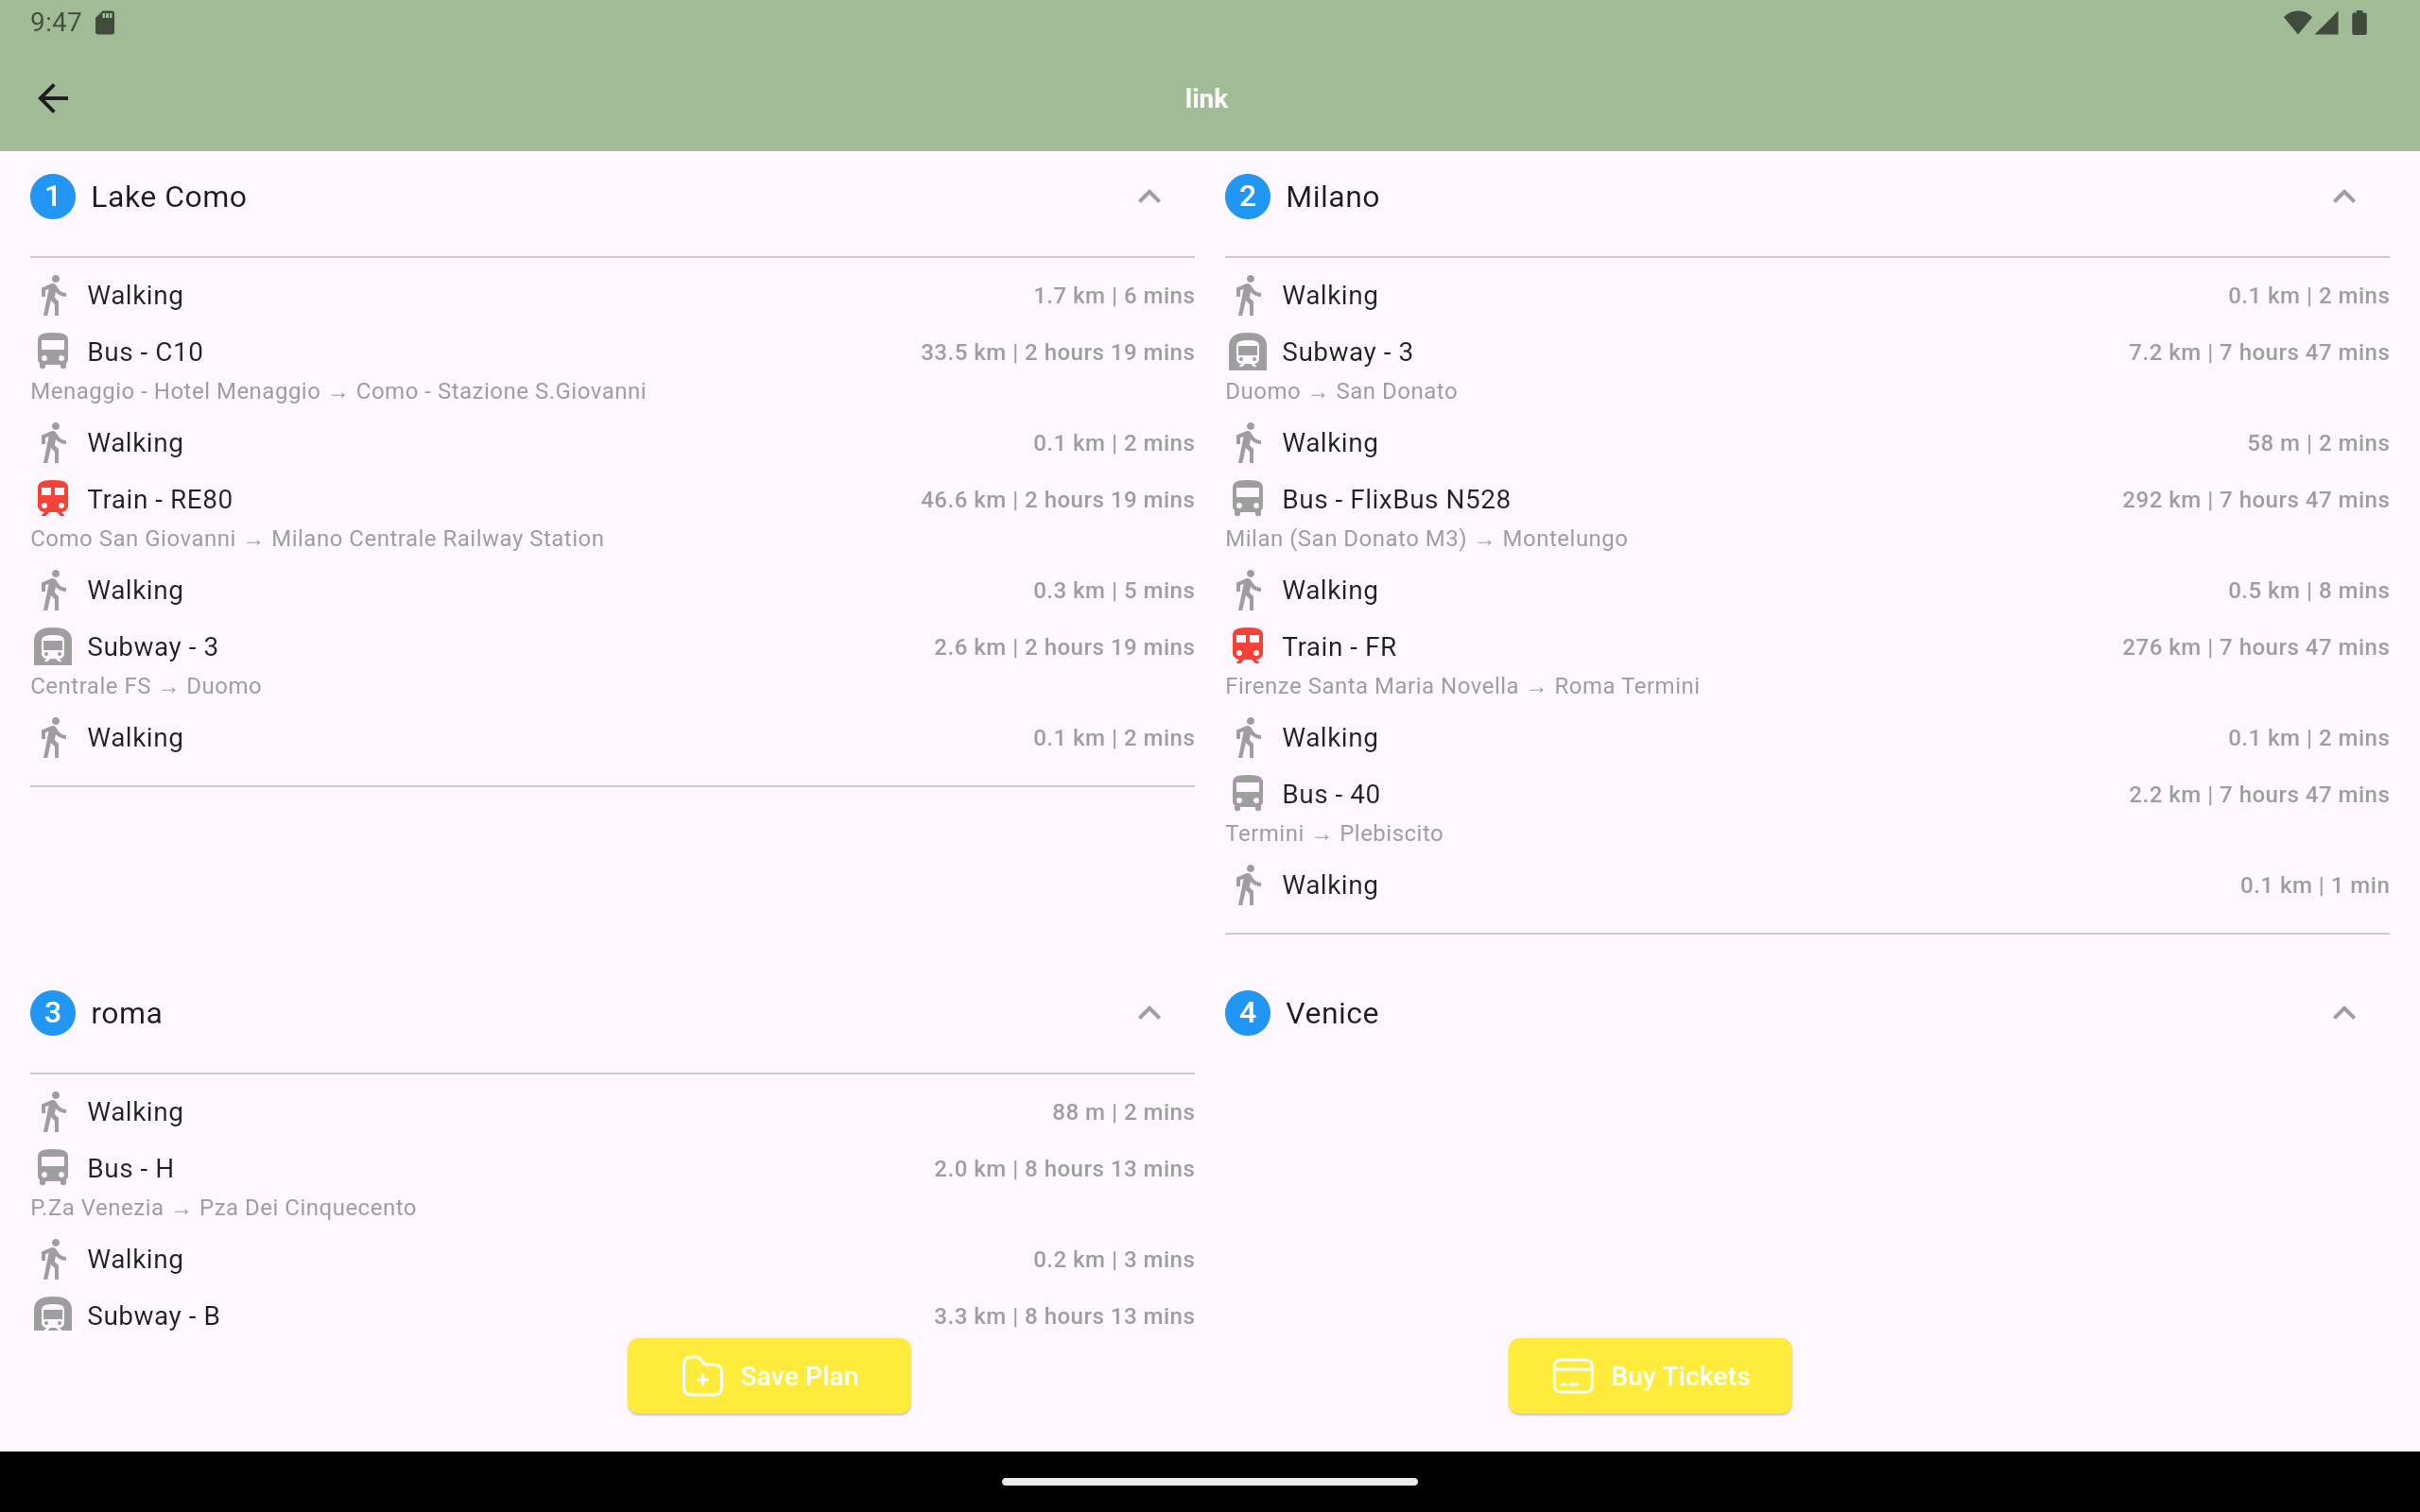 9:47
link
1 Lake Como
Walking 1.7 km | 6 mins
Bus - C10 33.5 km | 2 hours 19 mins
Menaggio - Hotel Menaggio → Como - Stazione S.Giovanni
Walking 0.1 km | 2 mins
Train - RE80 46.6 km | 2 hours 19 mins
Como San Giovanni → Milano Centrale Railway Station
Walking 0.3 km | 5 mins
Subway - 3 2.6 km | 2 hours 19 mins
Centrale FS → Duomo
Walking 0.1 km | 2 mins
2 Milano
Walking 0.1 km | 2 mins
Subway - 3 7.2 km | 7 hours 47 mins
Duomo → San Donato
Walking 58 m | 2 mins
Bus - FlixBus N528 292 km | 7 hours 47 mins
Milan (San Donato M3) → Montelungo
Walking 0.5 km | 8 mins
Train - FR 276 km | 7 hours 47 mins
Firenze Santa Maria Novella → Roma Termini
Walking 0.1 km | 2 mins
Bus - 40 2.2 km | 7 hours 47 mins
Termini → Plebiscito
Walking 0.1 km | 1 min
3 roma
Walking 88 m | 2 mins
Bus - H 2.0 km | 8 hours 13 mins
P.Za Venezia → Pza Dei Cinquecento
Walking 0.2 km | 3 mins
Subway - B 3.3 km | 8 hours 13 mins
4 Venice
Save Plan
Buy Tickets